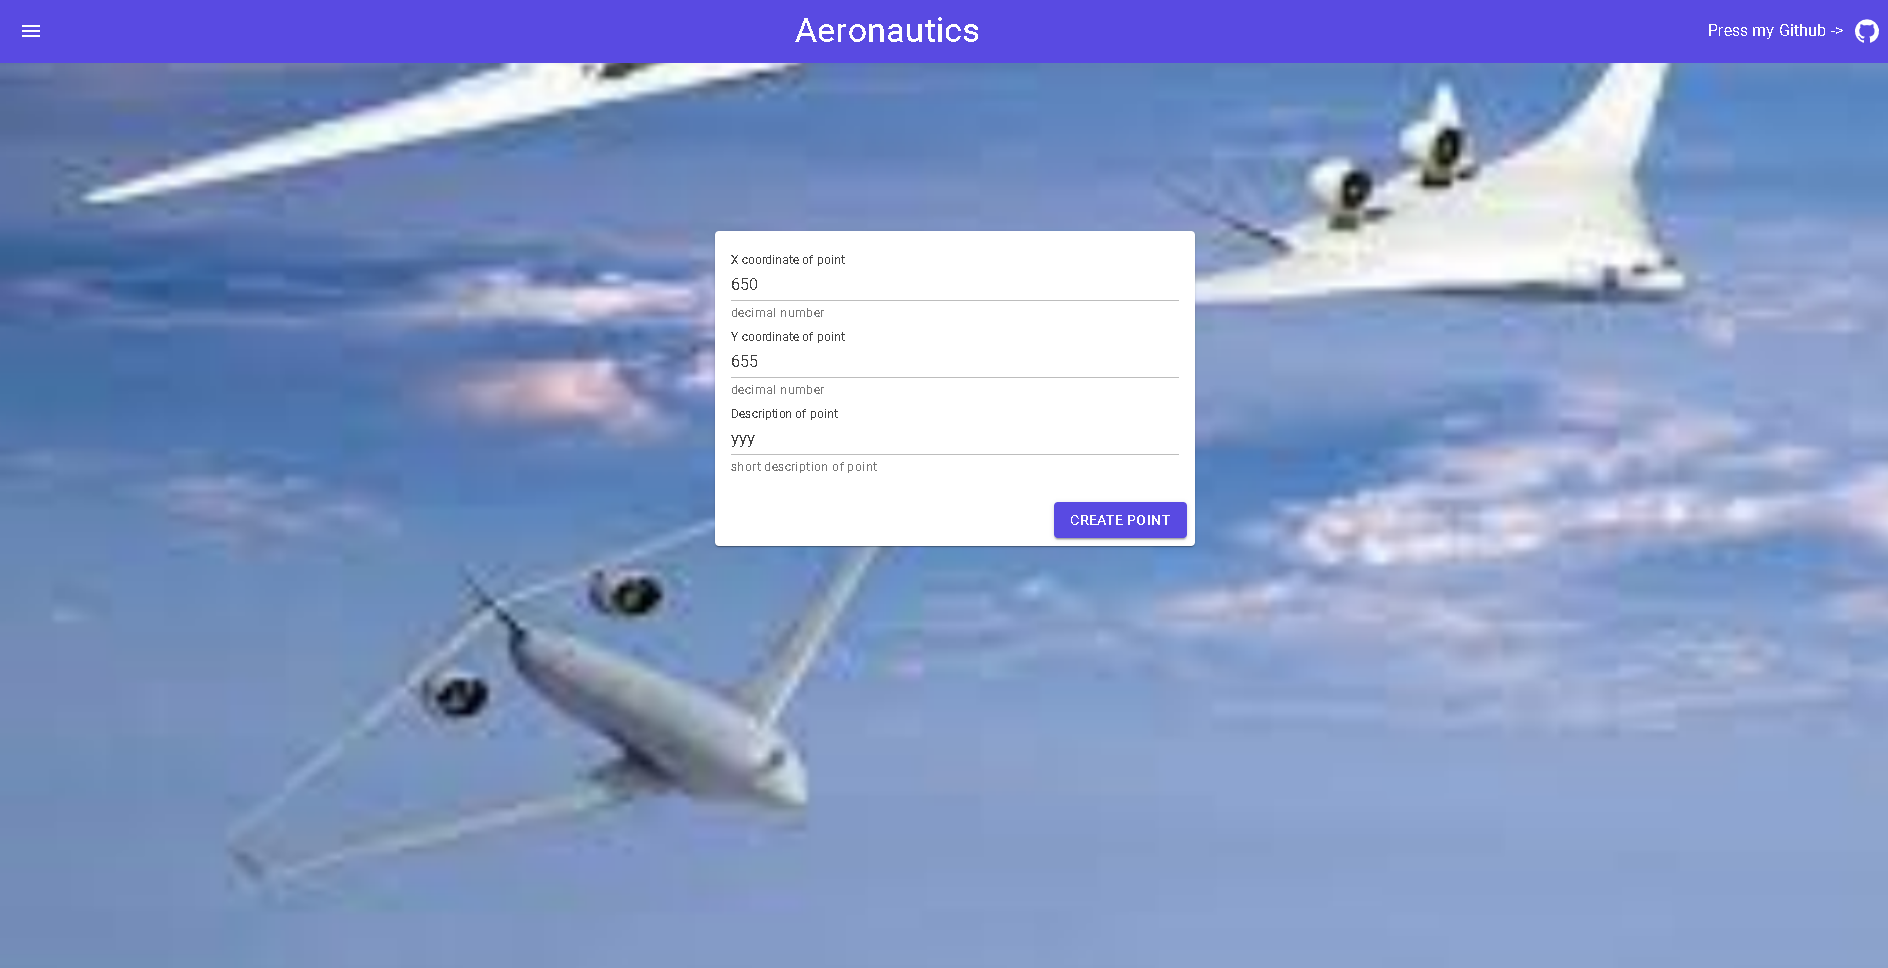 Aeronautics
Press my Github ->
X coordinate of point
650
decimal number
Y coordinate of point
655
decimal number
Description of point
yyy
short description of point
CREATE POINT